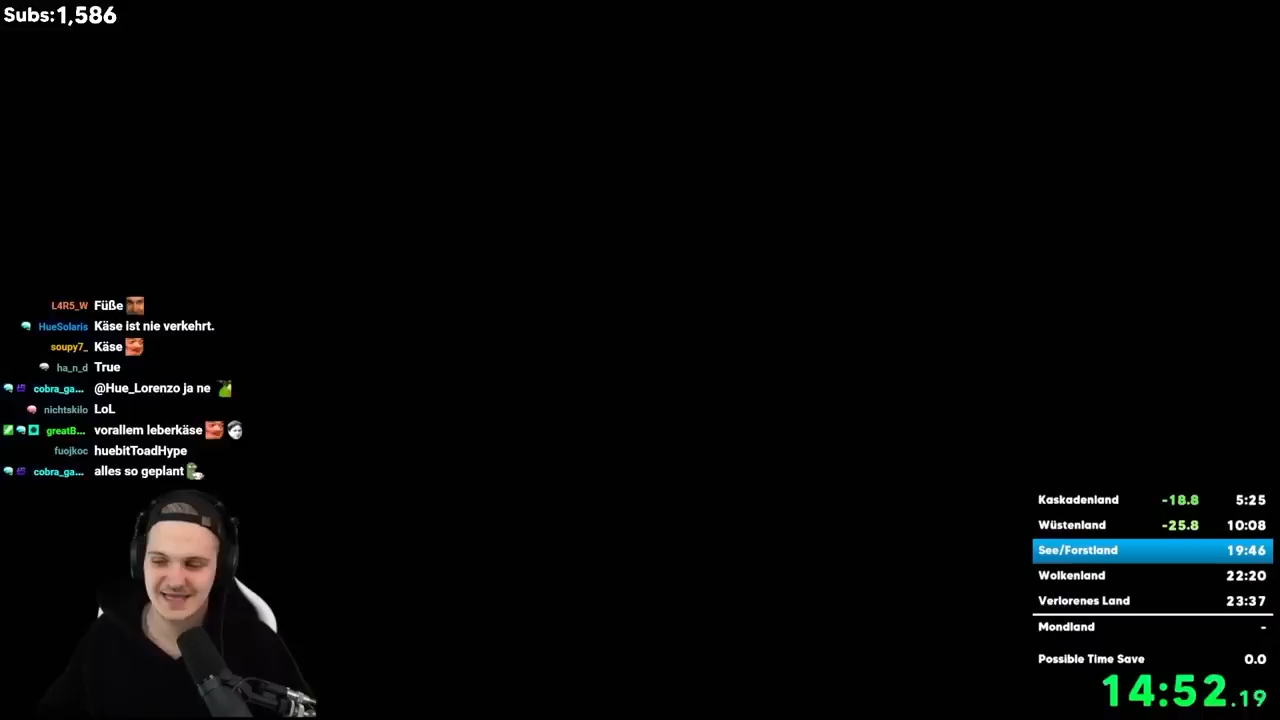 Subs:1,586
L4R5_W Füße
HueSolaris Käse ist nie verkehrt.
soupy7_ Käse
ha_n_d True
cobra_ga... @Hue_Lorenzo ja ne
nichtskilo LoL
greatB... vorallem leberkäse
fuojkoc huebitToadHype
cobra_ga... alles so geplant
Kaskadenland -18.8 5:25
Wüstenland -25.8 10:08
See/Forstland 19:46
Wolkenland 22:20
Verlorenes Land 23:37
Mondland -
Possible Time Save 0.0
14:52.19